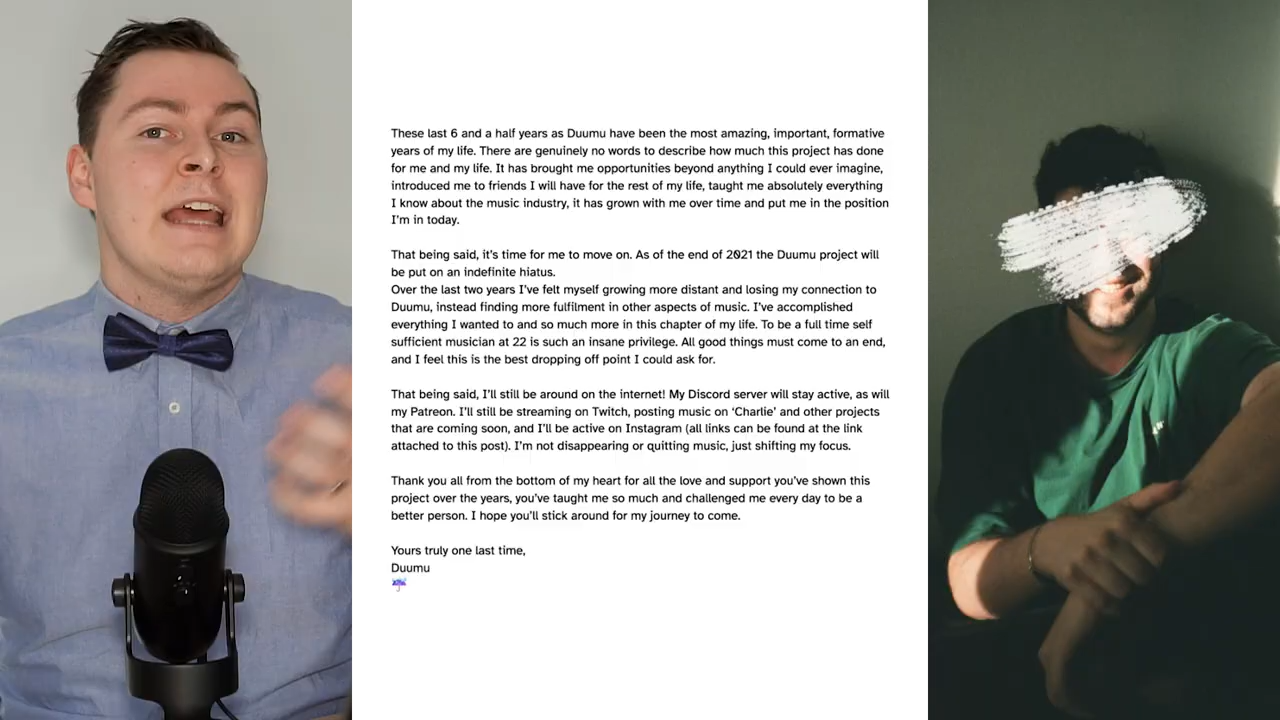 These last 6 and a half years as Duumu have been the most amazing, important, formative
years of my life. There are genuinely no words to describe how much this project has done
for me and my life. It has brought me opportunities beyond anything I could ever imagine,
introduced me to friends I will have for the rest of my life, taught me absolutely everything
I know about the music industry, it has grown with me over time and put me in the position
I'm in today.
That being said, it's time for me to move on. As of the end of 2021 the Duumu project will
be put on an indefinite hiatus.
Over the last two years I've felt myself growing more distant and losing my connection to
Duumu, instead finding more fulfilment in other aspects of music. I've accomplished
everything I wanted to and so much more in this chapter of my life. To be a full time self
sufficient musician at 22 is such an insane privilege. All good things must come to an end,
and I feel this is the best dropping off point I could ask for.
That being said, I'll still be around on the internet! My Discord server will stay active, as will
my Patreon. I'll still be streaming on Twitch, posting music on ‘Charlie’ and other projects
that are coming soon, and I'll be active on Instagram (all links can be found at the link
attached to this post). I'm not disappearing or quitting music, just shifting my focus.
Thank you all from the bottom of my heart for all the love and support you've shown this
project over the years, you've taught me so much and challenged me every day to be a
better person. I hope you'll stick around for my journey to come.
Yours truly one last time,
Duumu